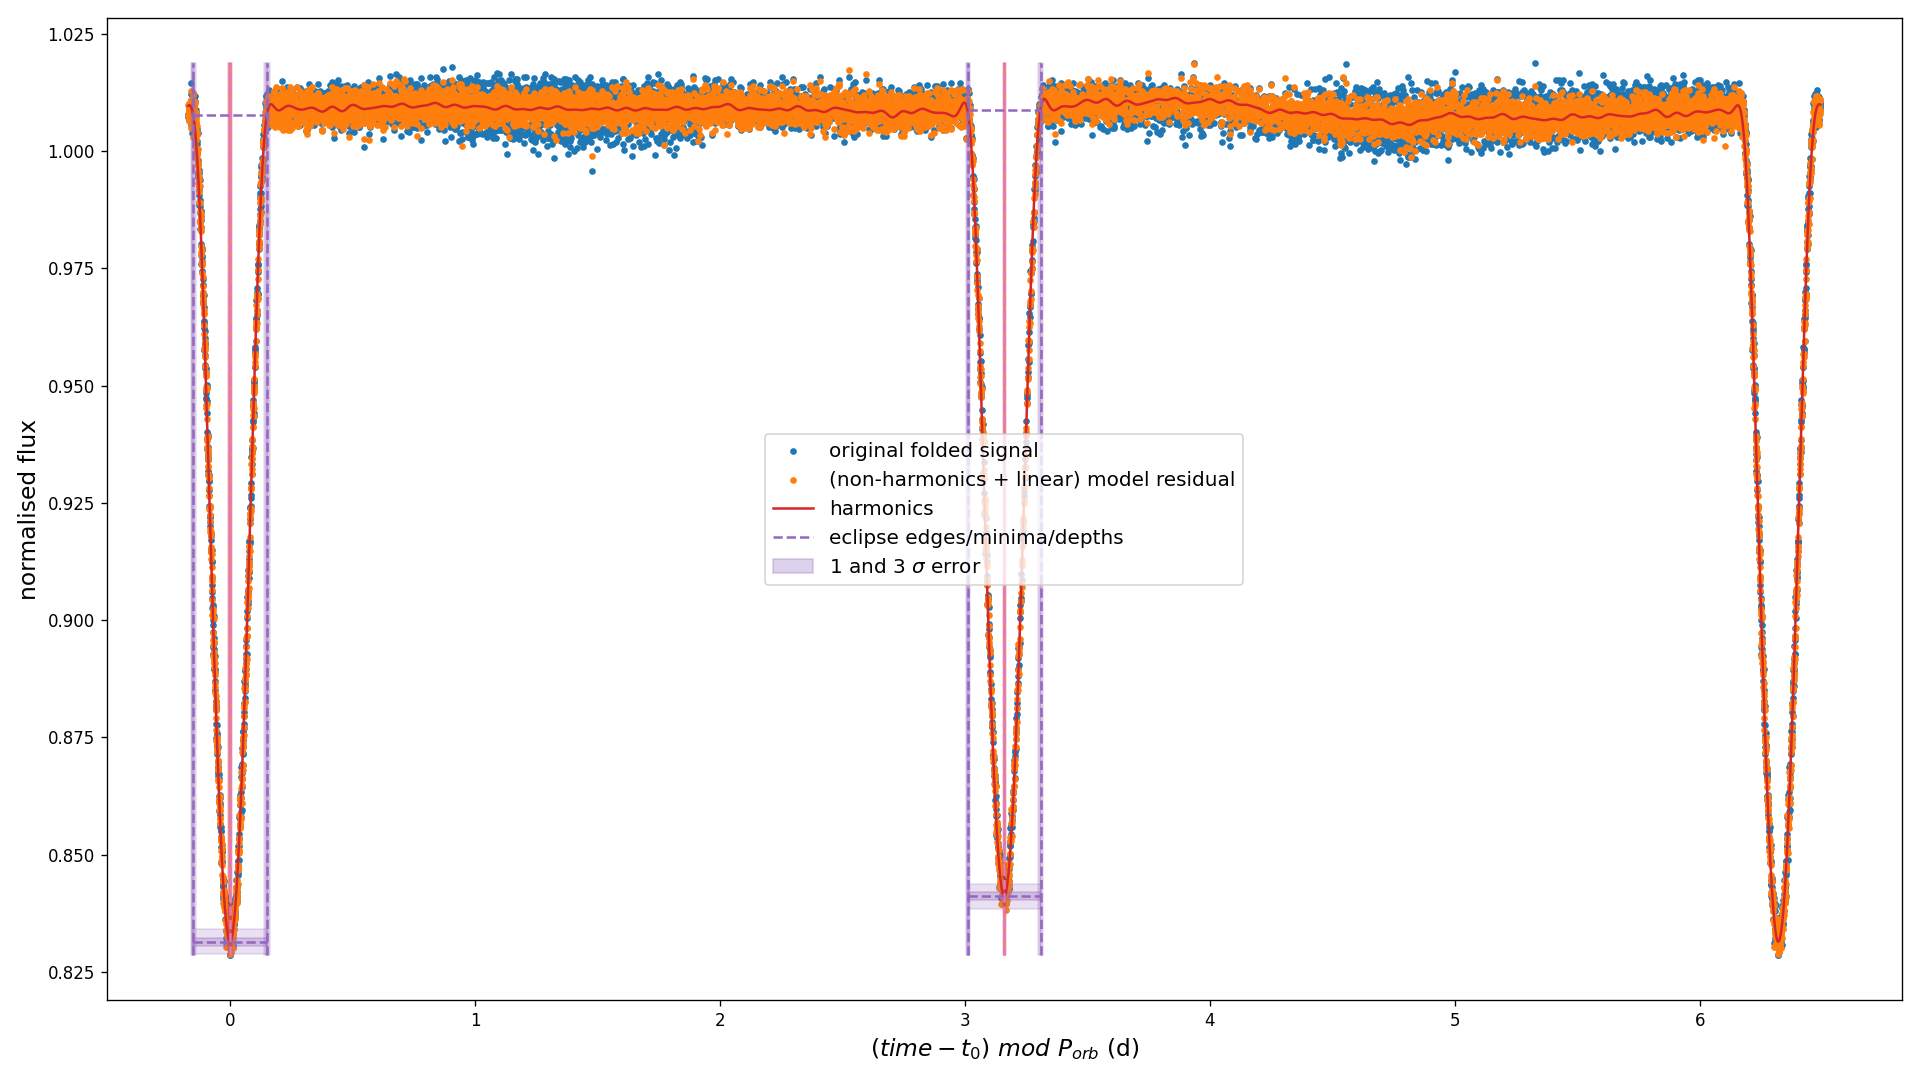 1.025
1.000
0.975
0.950
0.925
0.900
0.875
0.850
0.825
normalised flux
original folded signal
(non-harmonics + linear) model residual
harmonics
eclipse edges/minima/depths
1 and 3 σ error
0 1 2 3 4 5 6
(time − t₀) mod P_orb (d)